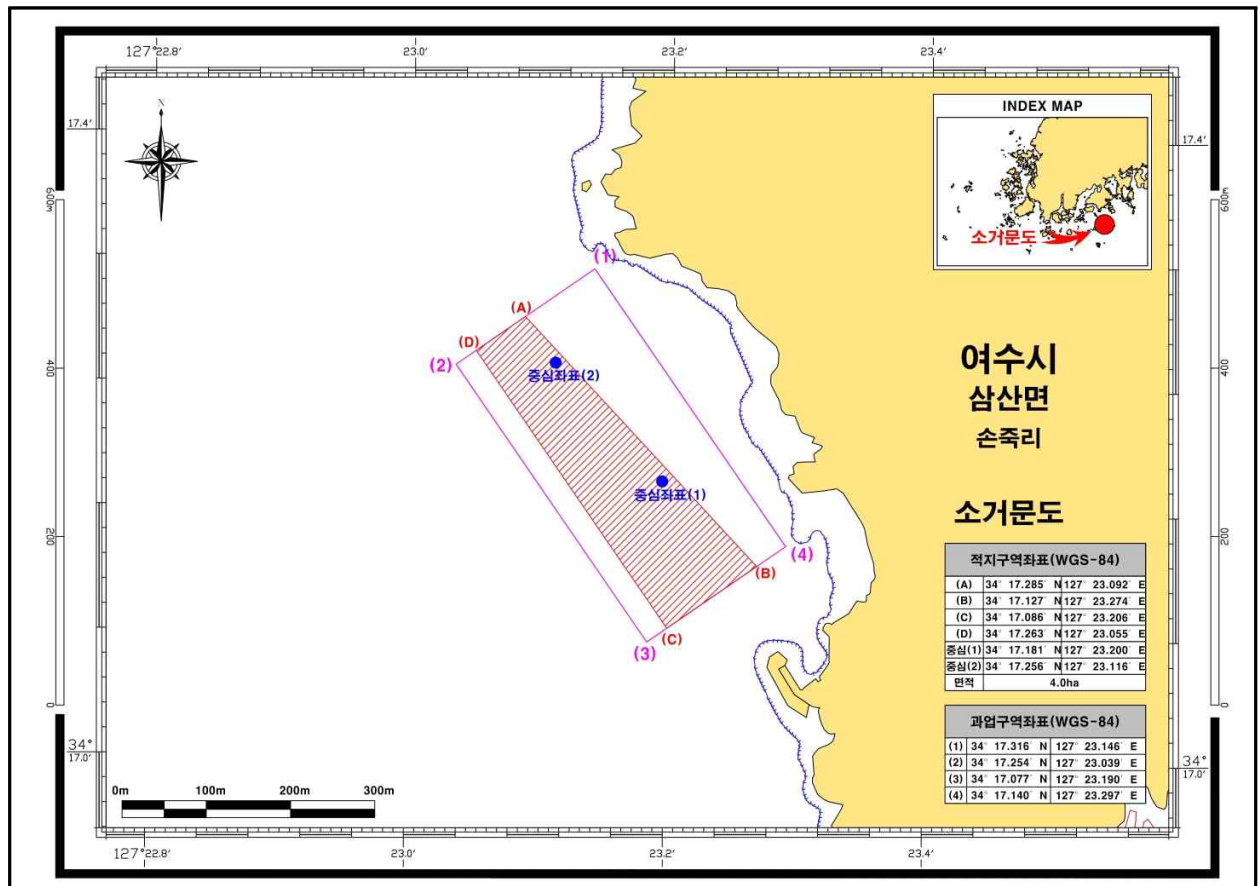 127°22.8' 23.0' 23.2' 23.4'
17.4' 17.4'
N
INDEX MAP
소거문도
600m 600m
(1)
(A)
(D)
(2)
중심좌표(2)
400 400
여수시
삼산면
손죽리
중심좌표(1)
소거문도
200 200
(4)
(B)
(C)
(3)
적지구역좌표(WGS-84)
(A) 34° 17.285′ N 127° 23.092′ E
(B) 34° 17.127′ N 127° 23.274′ E
(C) 34° 17.086′ N 127° 23.206′ E
(D) 34° 17.263′ N 127° 23.055′ E
중심(1) 34° 17.181′ N 127° 23.200′ E
중심(2) 34° 17.256′ N 127° 23.116′ E
면적 4.0ha
0 0
과업구역좌표(WGS-84)
(1) 34° 17.316′ N 127° 23.146′ E
(2) 34° 17.254′ N 127° 23.039′ E
(3) 34° 17.077′ N 127° 23.190′ E
(4) 34° 17.140′ N 127° 23.297′ E
34° 17.0' 34° 17.0'
0m 100m 200m 300m
127°22.8' 23.0' 23.2' 23.4'